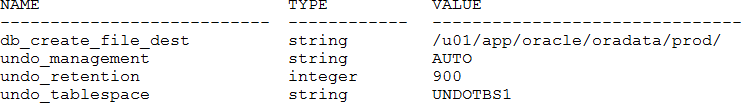 NAME                       TYPE         VALUE
-------------------------- ------------ -------------------------------
db_create_file_dest        string       /u01/app/oracle/oradata/prod/
undo_management            string       AUTO
undo_retention             integer      900
undo_tablespace            string       UNDOTBS1